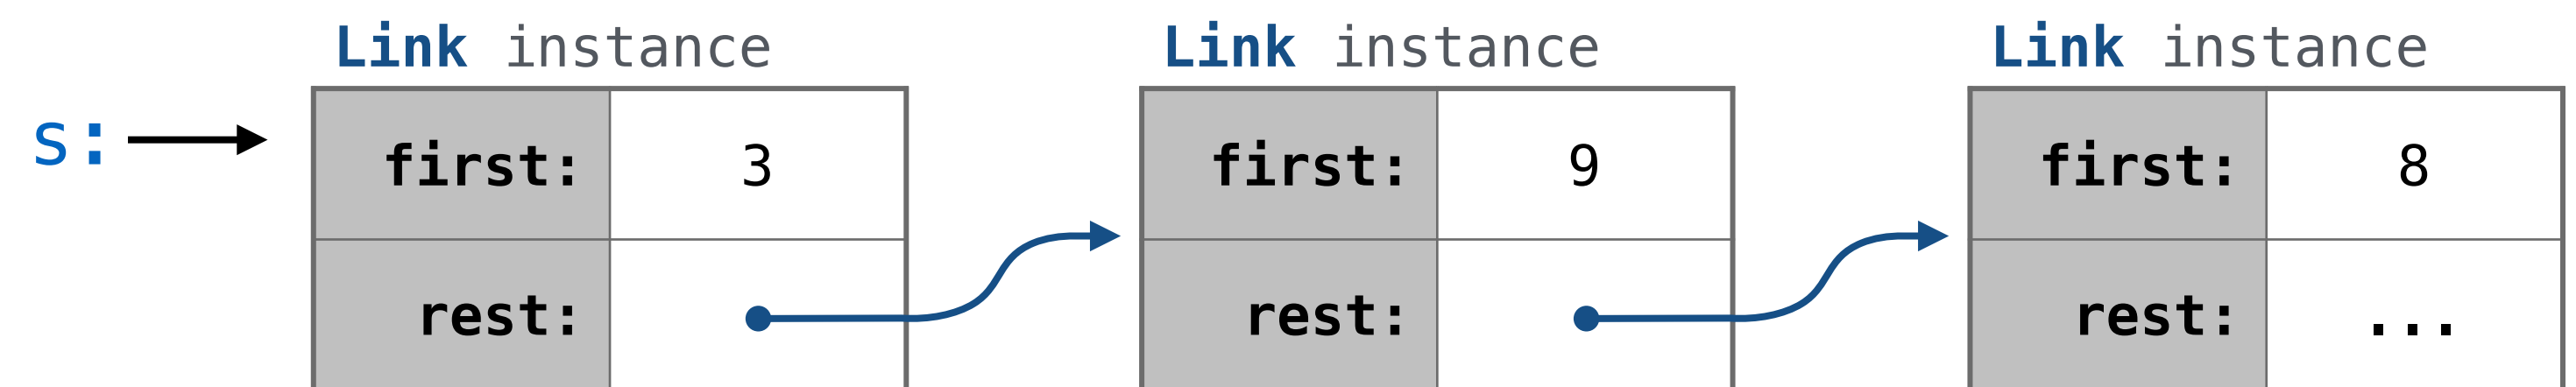 Link instance Link instance Link instance
s: first: 3 first: 9 first: 8
rest: rest: rest: ...